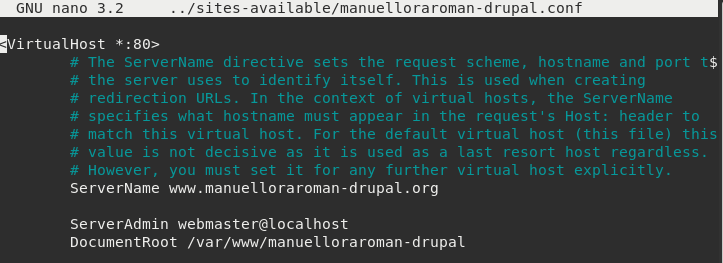 GNU nano 3.2     ../sites-available/manuelloraroman-drupal.conf
<VirtualHost *:80>
        # The ServerName directive sets the request scheme, hostname and port t$
        # the server uses to identify itself. This is used when creating
        # redirection URLs. In the context of virtual hosts, the ServerName
        # specifies what hostname must appear in the request's Host: header to
        # match this virtual host. For the default virtual host (this file) this
        # value is not decisive as it is used as a last resort host regardless.
        # However, you must set it for any further virtual host explicitly.
        ServerName www.manuelloraroman-drupal.org
        ServerAdmin webmaster@localhost
        DocumentRoot /var/www/manuelloraroman-drupal